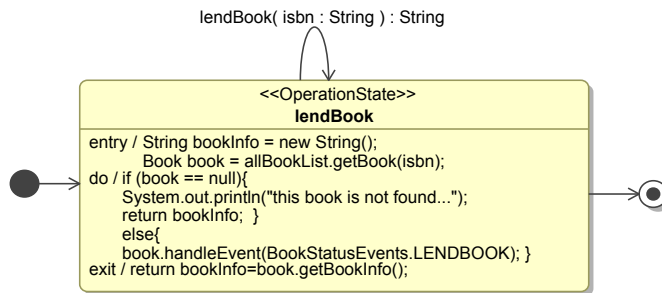 lendBook( isbn : String ) : String
<<OperationState>>
lendBook
entry / String bookInfo = new String();
Book book = allBookList.getBook(isbn);
do / if (book == null){
System.out.println("this book is not found...");
return bookInfo; }
else{
book.handleEvent(BookStatusEvents.LENDBOOK); }
exit / return bookInfo=book.getBookInfo();